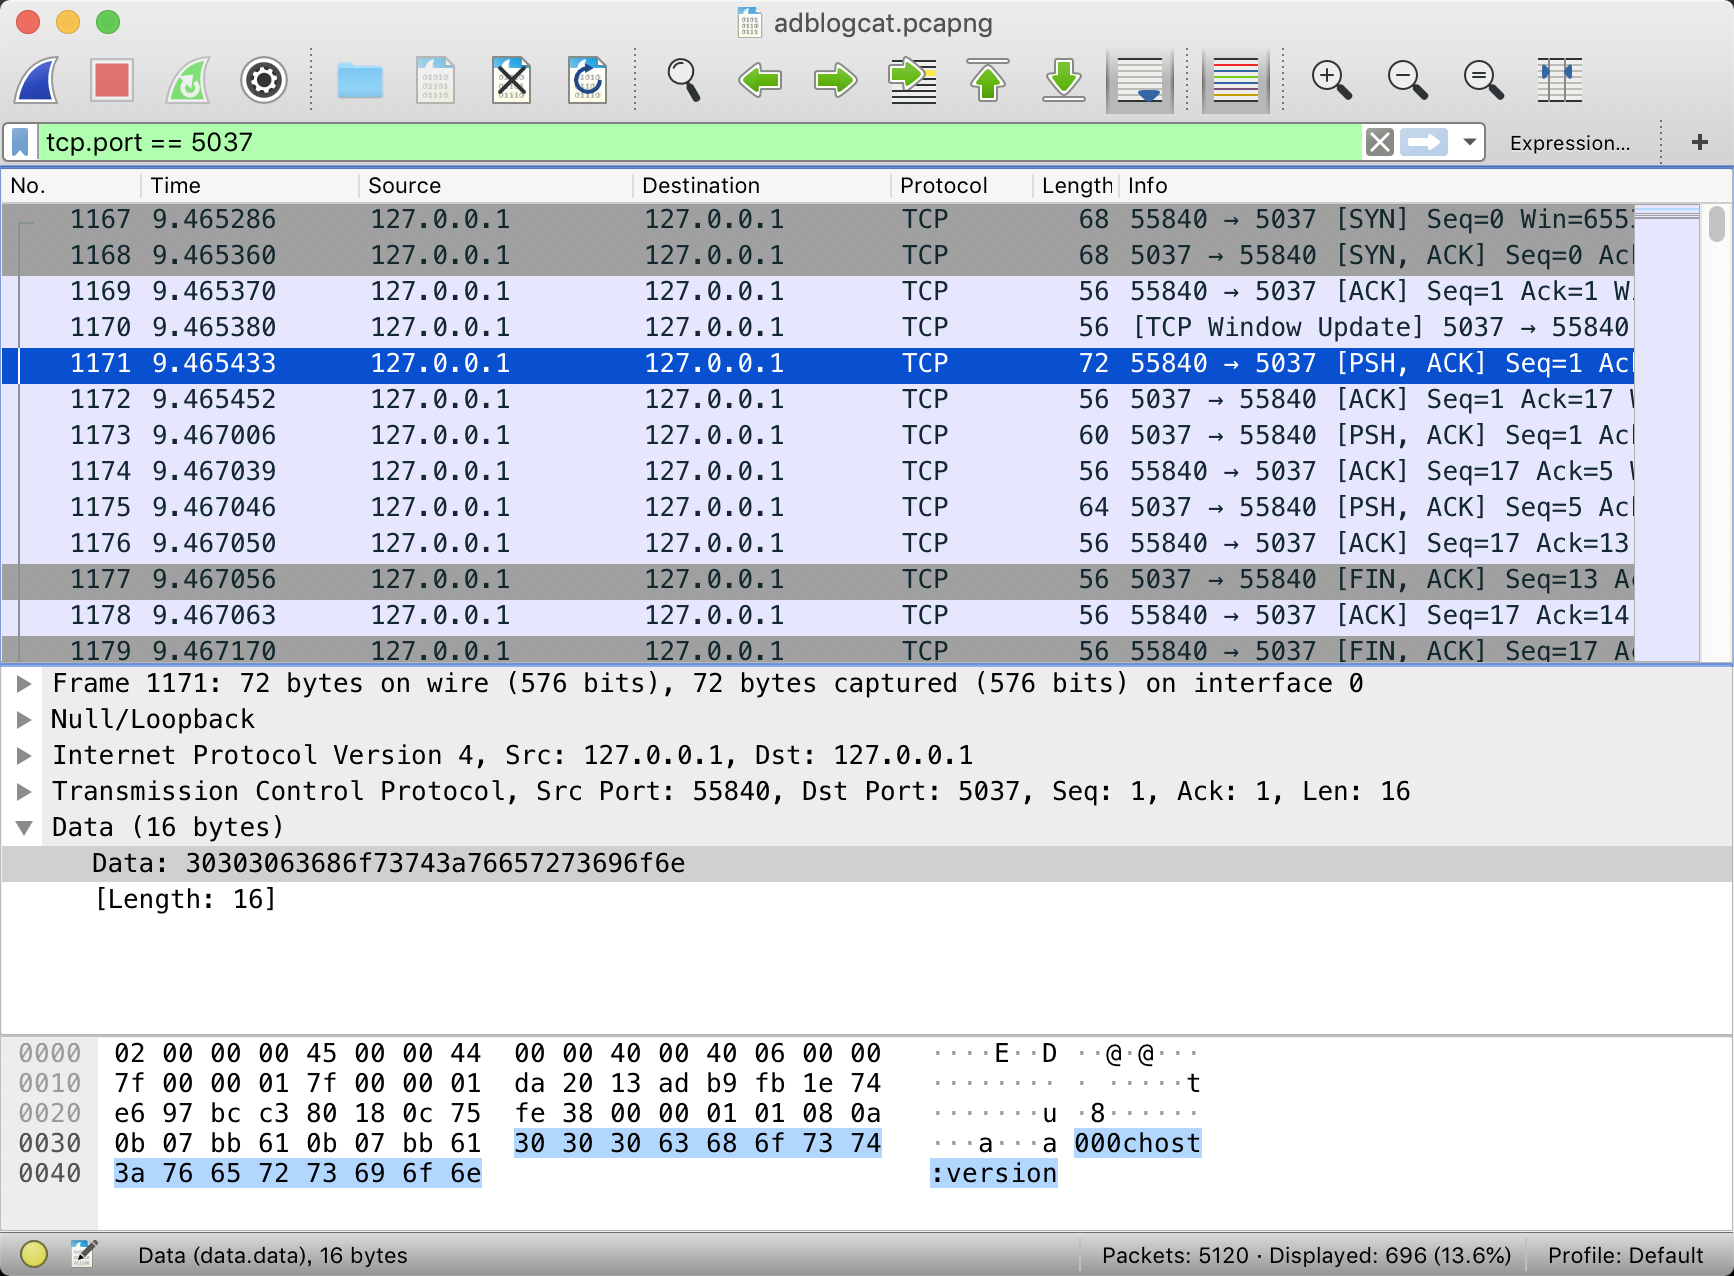 adblogcat.pcapng
tcp.port == 5037
Expression...
+
No. Time Source Destination Protocol Length Info
1167 9.465286 127.0.0.1 127.0.0.1 TCP 68 55840 → 5037 [SYN] Seq=0 Win=655
1168 9.465360 127.0.0.1 127.0.0.1 TCP 68 5037 → 55840 [SYN, ACK] Seq=0 Ac
1169 9.465370 127.0.0.1 127.0.0.1 TCP 56 55840 → 5037 [ACK] Seq=1 Ack=1 W
1170 9.465380 127.0.0.1 127.0.0.1 TCP 56 [TCP Window Update] 5037 → 55840
1171 9.465433 127.0.0.1 127.0.0.1 TCP 72 55840 → 5037 [PSH, ACK] Seq=1 Ac
1172 9.465452 127.0.0.1 127.0.0.1 TCP 56 5037 → 55840 [ACK] Seq=1 Ack=17
1173 9.467006 127.0.0.1 127.0.0.1 TCP 60 5037 → 55840 [PSH, ACK] Seq=1 Ac
1174 9.467039 127.0.0.1 127.0.0.1 TCP 56 55840 → 5037 [ACK] Seq=17 Ack=5
1175 9.467046 127.0.0.1 127.0.0.1 TCP 64 5037 → 55840 [PSH, ACK] Seq=5 Ac
1176 9.467050 127.0.0.1 127.0.0.1 TCP 56 55840 → 5037 [ACK] Seq=17 Ack=13
1177 9.467056 127.0.0.1 127.0.0.1 TCP 56 5037 → 55840 [FIN, ACK] Seq=13 A
1178 9.467063 127.0.0.1 127.0.0.1 TCP 56 55840 → 5037 [ACK] Seq=17 Ack=14
1179 9.467170 127.0.0.1 127.0.0.1 TCP 56 55840 → 5037 [FIN, ACK] Seq=17 A
Frame 1171: 72 bytes on wire (576 bits), 72 bytes captured (576 bits) on interface 0
Null/Loopback
Internet Protocol Version 4, Src: 127.0.0.1, Dst: 127.0.0.1
Transmission Control Protocol, Src Port: 55840, Dst Port: 5037, Seq: 1, Ack: 1, Len: 16
Data (16 bytes)
Data: 30303063686f73743a76657273696f6e
[Length: 16]
0000 02 00 00 00 45 00 00 44 00 00 40 00 40 06 00 00 ····E··D ··@·@···
0010 7f 00 00 01 7f 00 00 01 da 20 13 ad b9 fb 1e 74 ········ · ·····t
0020 e6 97 bc c3 80 18 0c 75 fe 38 00 00 01 01 08 0a ·······u ·8······
0030 0b 07 bb 61 0b 07 bb 61 30 30 30 63 68 6f 73 74 ···a···a 000chost
0040 3a 76 65 72 73 69 6f 6e :version
Data (data.data), 16 bytes
Packets: 5120 · Displayed: 696 (13.6%)
Profile: Default